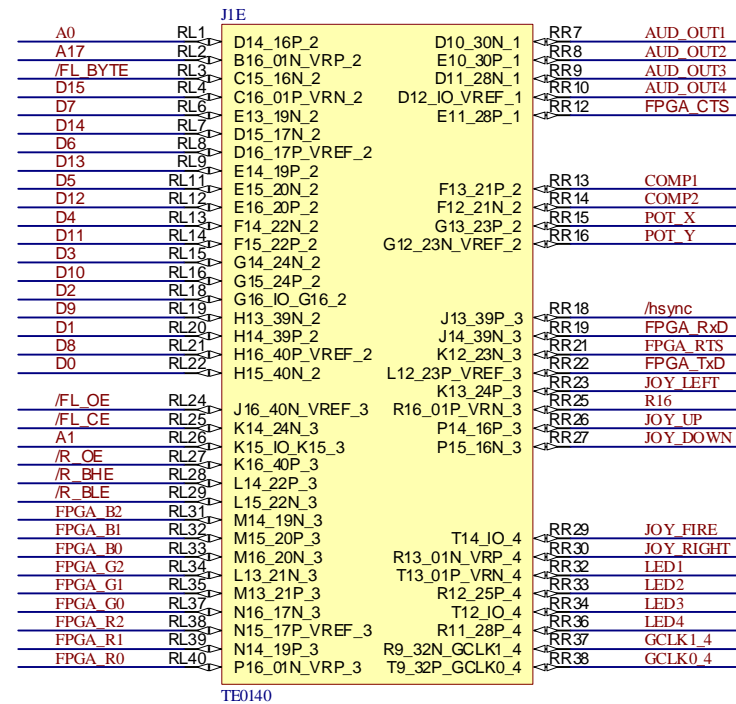 J1E
A0 RL1 D14_16P_2 D10_30N_1 RR7 AUD_OUT1
A17 RL2 B16_01N_VRP_2 E10_30P_1 RR8 AUD_OUT2
/FL_BYTE RL3 C15_16N_2 D11_28N_1 RR9 AUD_OUT3
D15 RL4 C16_01P_VRN_2 D12_IO_VREF_1 RR10 AUD_OUT4
D7 RL6 E13_19N_2 E11_28P_1 RR12 FPGA_CTS
D14 RL7 D15_17N_2
D6 RL8 D16_17P_VREF_2
D13 RL9 E14_19P_2
D5 RL11 E15_20N_2 F13_21P_2 RR13 COMP1
D12 RL12 E16_20P_2 F12_21N_2 RR14 COMP2
D4 RL13 F14_22N_2 G13_23P_2 RR15 POT_X
D11 RL14 F15_22P_2 G12_23N_VREF_2 RR16 POT_Y
D3 RL15 G14_24N_2
D10 RL16 G15_24P_2
D2 RL18 G16_IO_G16_2
D9 RL19 H13_39N_2 J13_39P_3 RR18 /hsync
D1 RL20 H14_39P_2 J14_39N_3 RR19 FPGA_RxD
D8 RL21 H16_40P_VREF_2 K12_23N_3 RR21 FPGA_RTS
D0 RL22 H15_40N_2 L12_23P_VREF_3 RR22 FPGA_TxD
K13_24P_3 RR23 JOY_LEFT
/FL_OE RL24 J16_40N_VREF_3 R16_01P_VRN_3 RR25 R16
/FL_CE RL25 K14_24N_3 P14_16P_3 RR26 JOY_UP
A1 RL26 K15_IO_K15_3 P15_16N_3 RR27 JOY_DOWN
/R_OE RL27 K16_40P_3
/R_BHE RL28 L14_22P_3
/R_BLE RL29 L15_22N_3
FPGA_B2 RL31 M14_19N_3
FPGA_B1 RL32 M15_20P_3 T14_IO_4 RR29 JOY_FIRE
FPGA_B0 RL33 M16_20N_3 R13_01N_VRP_4 RR30 JOY_RIGHT
FPGA_G2 RL34 L13_21N_3 T13_01P_VRN_4 RR32 LED1
FPGA_G1 RL35 M13_21P_3 R12_25P_4 RR33 LED2
FPGA_G0 RL37 N16_17N_3 T12_IO_4 RR34 LED3
FPGA_R2 RL38 N15_17P_VREF_3 R11_28P_4 RR36 LED4
FPGA_R1 RL39 N14_19P_3 R9_32N_GCLK1_4 RR37 GCLK1_4
FPGA_R0 RL40 P16_01N_VRP_3 T9_32P_GCLK0_4 RR38 GCLK0_4
TE0140